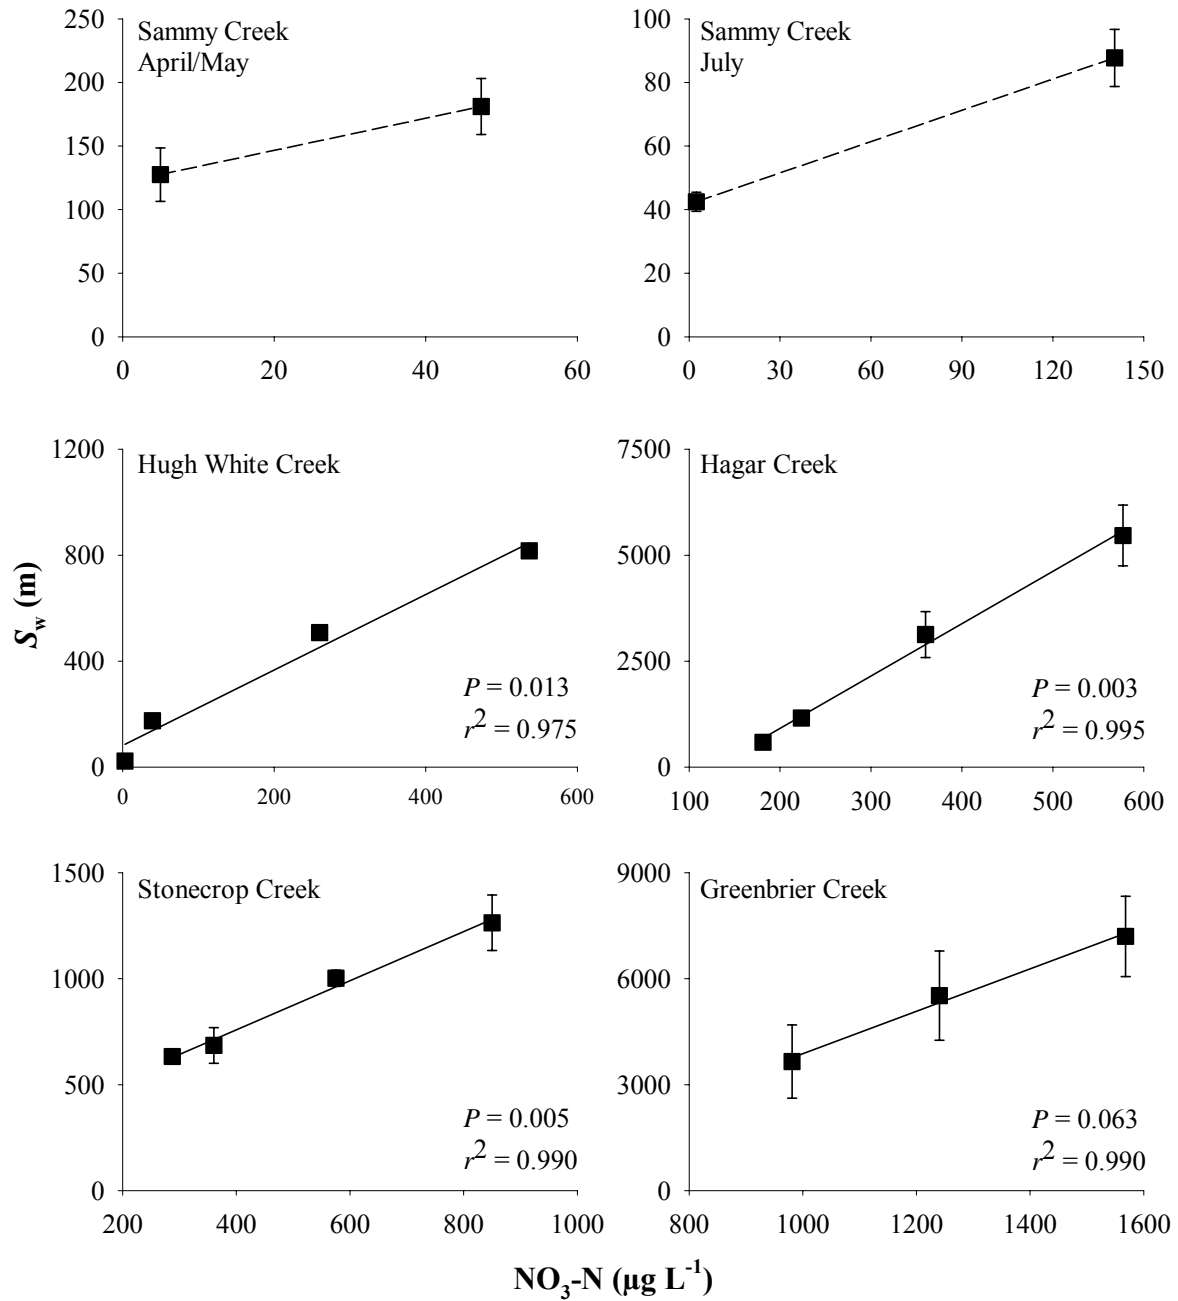 Sammy Creek
April/May
250
200
150
100
50
0
0 20 40 60
Sammy Creek
July
100
80
60
40
20
0
0 30 60 90 120 150
Hugh White Creek
1200
800
400
0
P = 0.013
r² = 0.975
0 200 400 600
Hagar Creek
7500
5000
2500
0
P = 0.003
r² = 0.995
100 200 300 400 500 600
Stonecrop Creek
1500
1000
500
0
P = 0.005
r² = 0.990
200 400 600 800 1000
Greenbrier Creek
9000
6000
3000
0
P = 0.063
r² = 0.990
800 1000 1200 1400 1600
S_w (m)
NO₃-N (µg L⁻¹)